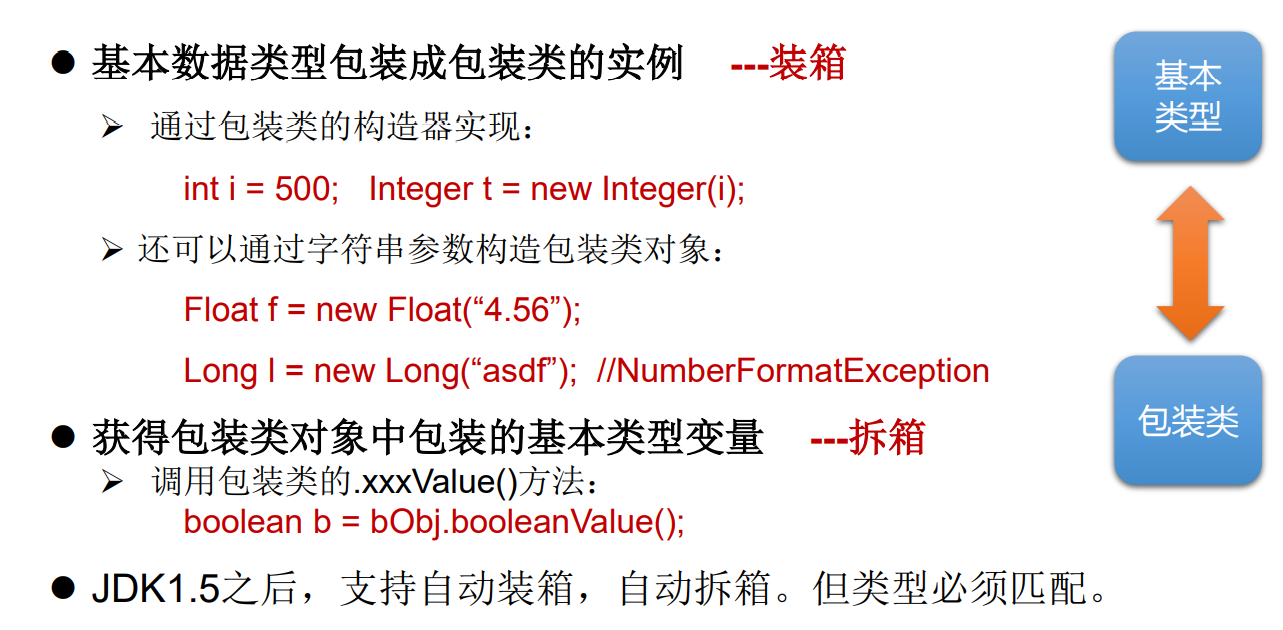 ● 基本数据类型包装成包装类的实例 ---装箱
➢ 通过包装类的构造器实现：
int i = 500; Integer t = new Integer(i);
➢ 还可以通过字符串参数构造包装类对象：
Float f = new Float(“4.56”);
Long l = new Long(“asdf”); //NumberFormatException
● 获得包装类对象中包装的基本类型变量 ---拆箱
➢ 调用包装类的.xxxValue()方法：
boolean b = bObj.booleanValue();
● JDK1.5之后，支持自动装箱，自动拆箱。但类型必须匹配。
基本
类型
包装类